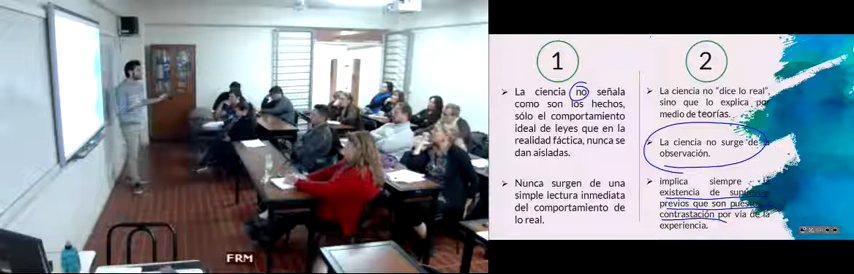 FRM
1
➤ La ciencia no señala
como son los hechos,
sólo el comportamiento
ideal de leyes que en la
realidad fáctica, nunca se
dan aisladas.
➤ Nunca surgen de una
simple lectura inmediata
del comportamiento de
lo real.
2
➤ La ciencia no "dice lo real",
sino que lo explica por
medio de teorías.
➤ La ciencia no surge de la
observación.
➤ implica siempre la
existencia de
previos que son
contrastación por vía de la
experiencia.